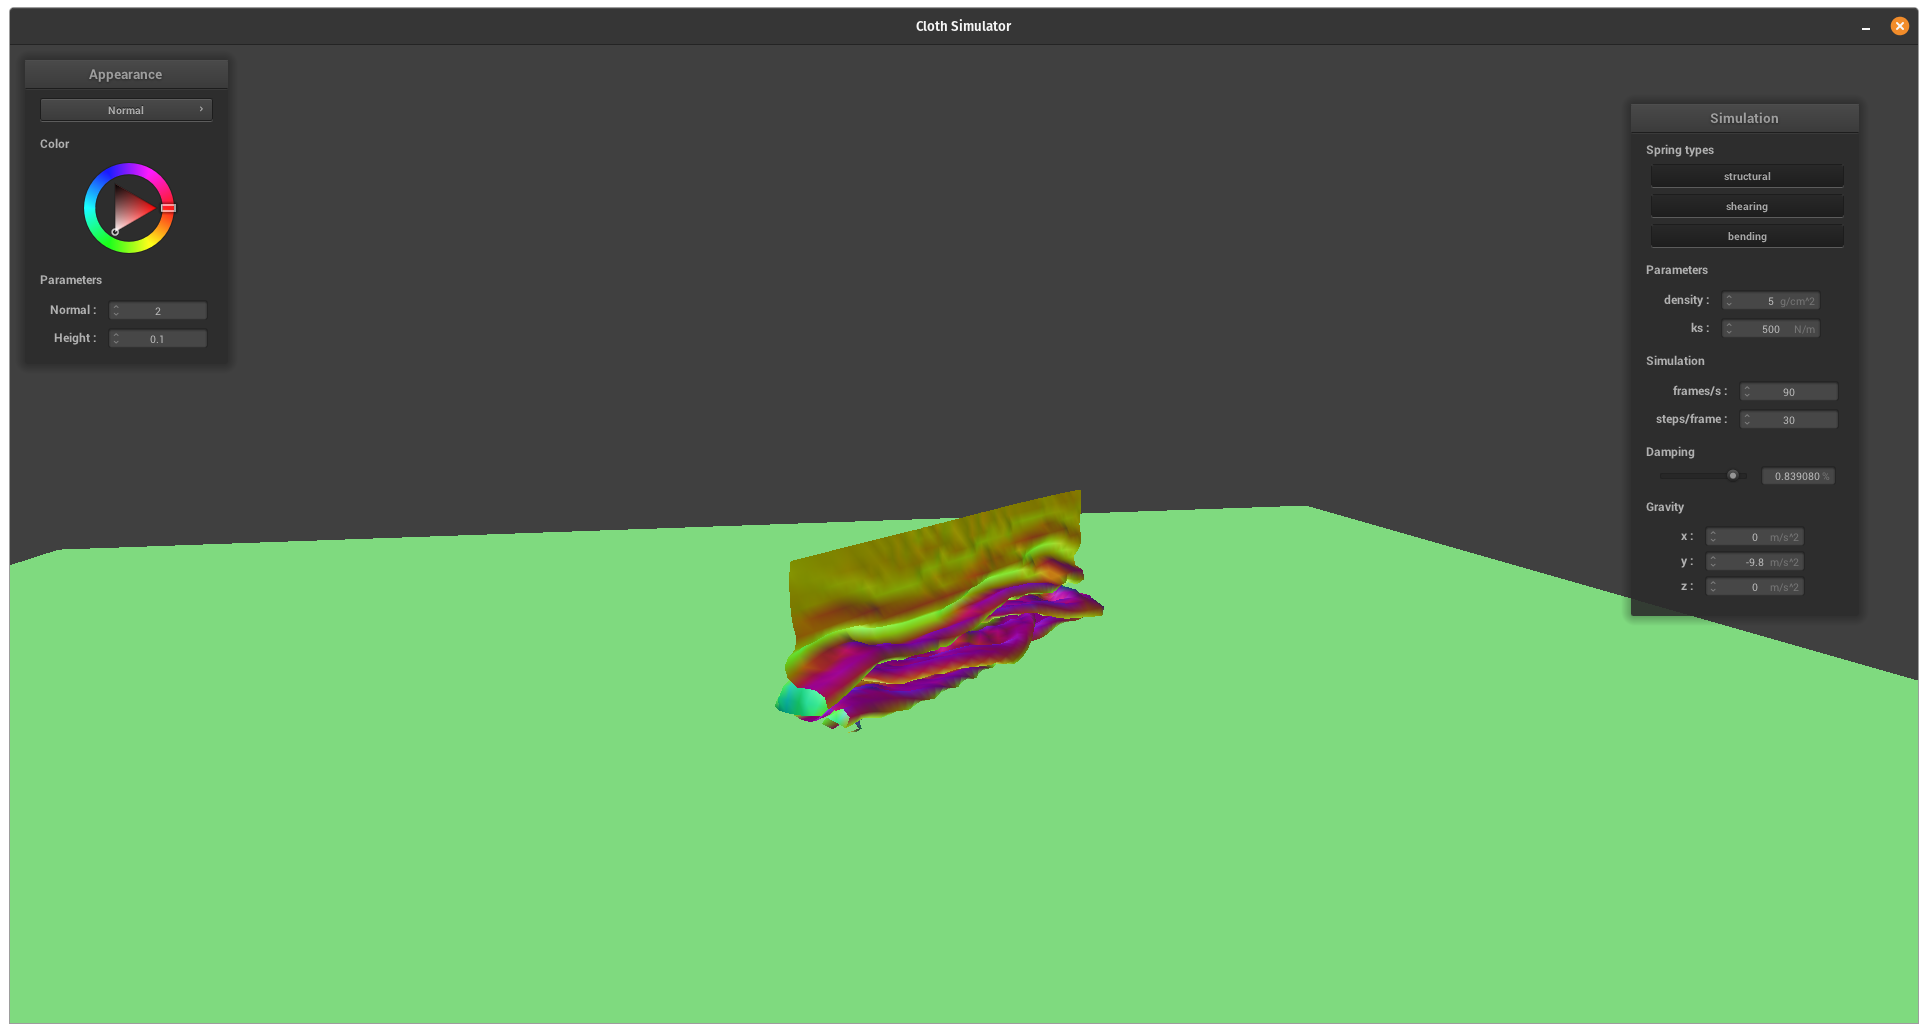 Cloth Simulator
Appearance
Normal
Color
Parameters
Normal : 2
Height : 0.1
Simulation
Spring types
structural
shearing
bending
Parameters
density : 5 g/cm^2
ks : 500 N/m
Simulation
frames/s : 90
steps/frame : 30
Damping
0.839080 %
Gravity
x : 0 m/s^2
y : -9.8 m/s^2
z : 0 m/s^2